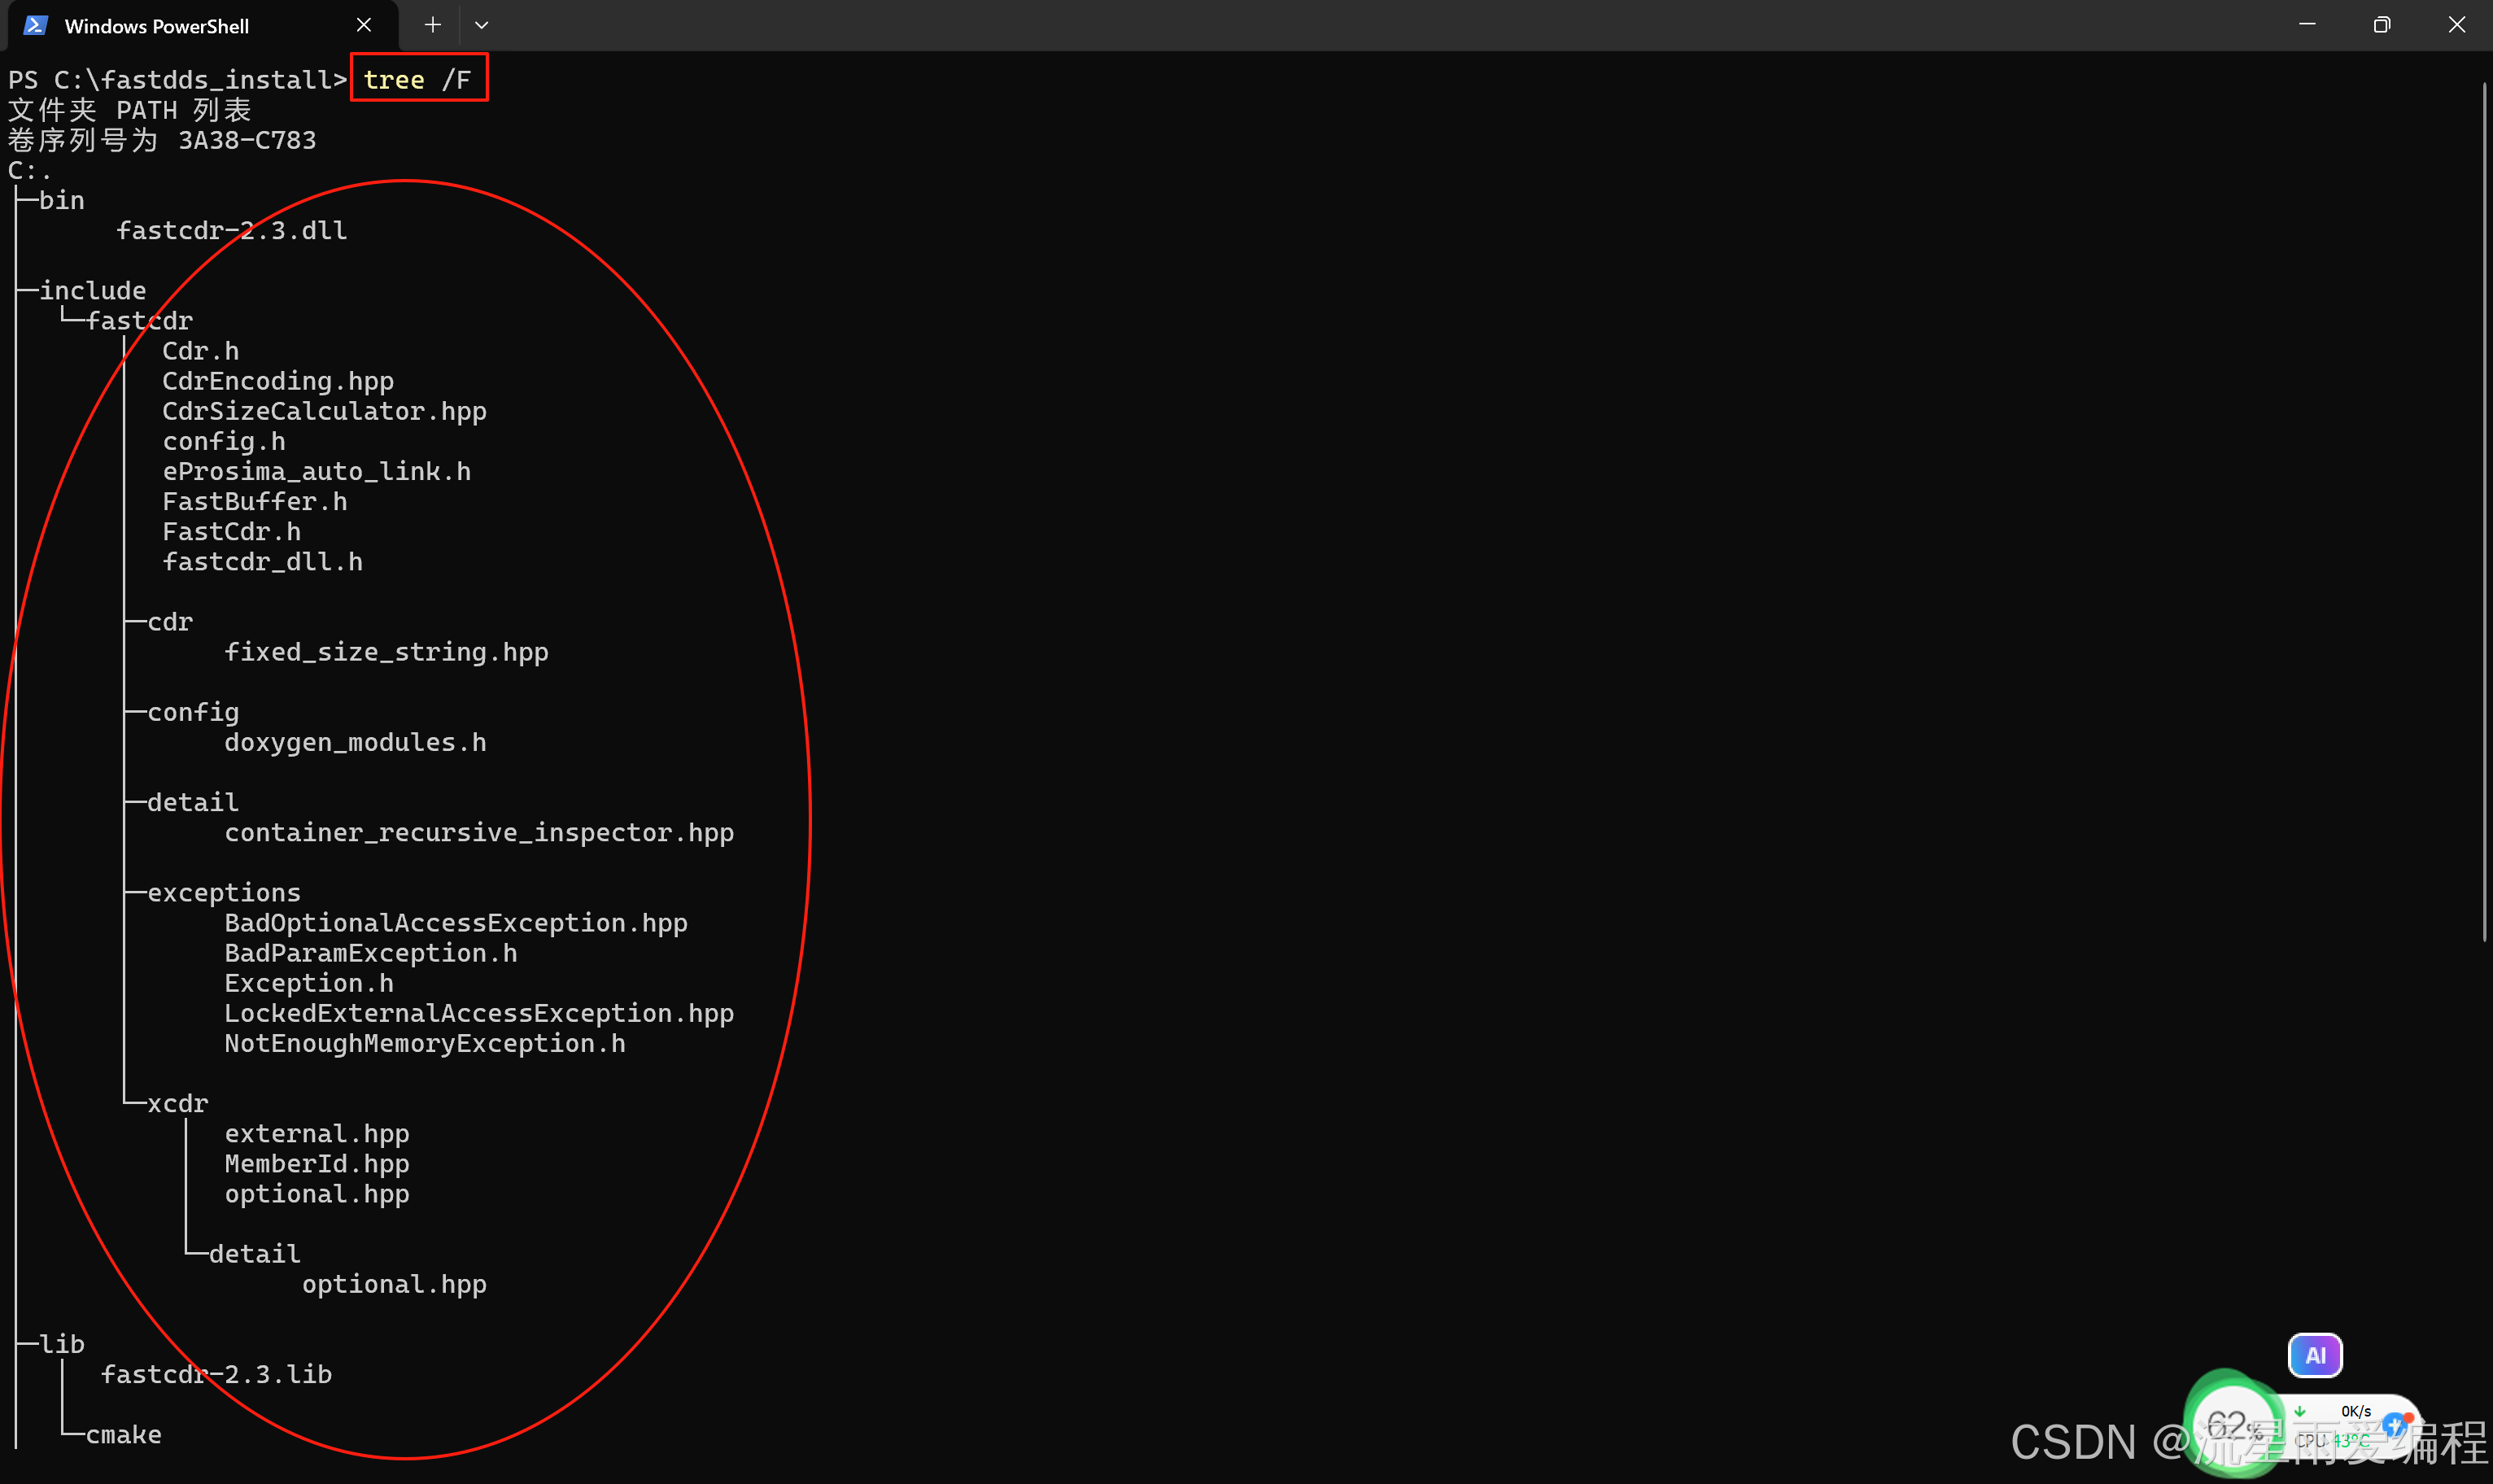 Windows PowerShell
PS C:\fastdds_install> tree /F
文件夹 PATH 列表
卷序列号为 3A38-C783
C:.
├─bin
fastcdr-2.3.dll
├─include
└─fastcdr
Cdr.h
CdrEncoding.hpp
CdrSizeCalculator.hpp
config.h
eProsima_auto_link.h
FastBuffer.h
FastCdr.h
fastcdr_dll.h
├─cdr
fixed_size_string.hpp
├─config
doxygen_modules.h
├─detail
container_recursive_inspector.hpp
├─exceptions
BadOptionalAccessException.hpp
BadParamException.h
Exception.h
LockedExternalAccessException.hpp
NotEnoughMemoryException.h
└─xcdr
external.hpp
MemberId.hpp
optional.hpp
└─detail
optional.hpp
├─lib
fastcdr-2.3.lib
└─cmake
AI
62%
0K/s
CPU 43°C
CSDN @流星雨爱编程